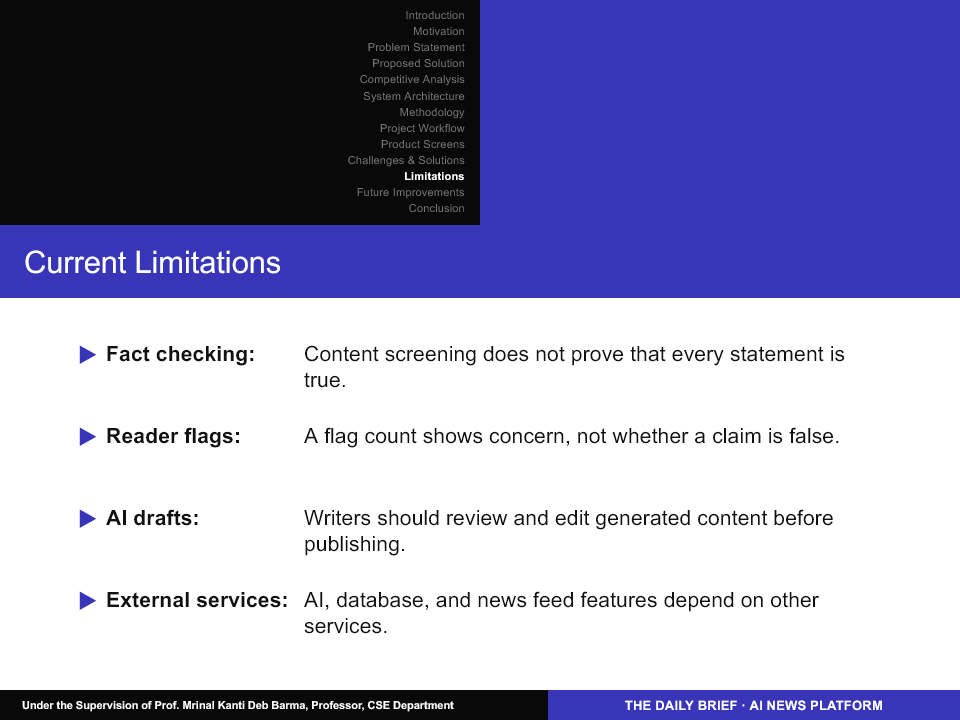 Introduction
Motivation
Problem Statement
Proposed Solution
Competitive Analysis
System Architecture
Methodology
Project Workflow
Product Screens
Challenges & Solutions
Limitations
Future Improvements
Conclusion
Current Limitations
Fact checking: Content screening does not prove that every statement is
true.
Reader flags: A flag count shows concern, not whether a claim is false.
AI drafts: Writers should review and edit generated content before
publishing.
External services: AI, database, and news feed features depend on other
services.
Under the Supervision of Prof. Mrinal Kanti Deb Barma, Professor, CSE Department
THE DAILY BRIEF · AI NEWS PLATFORM